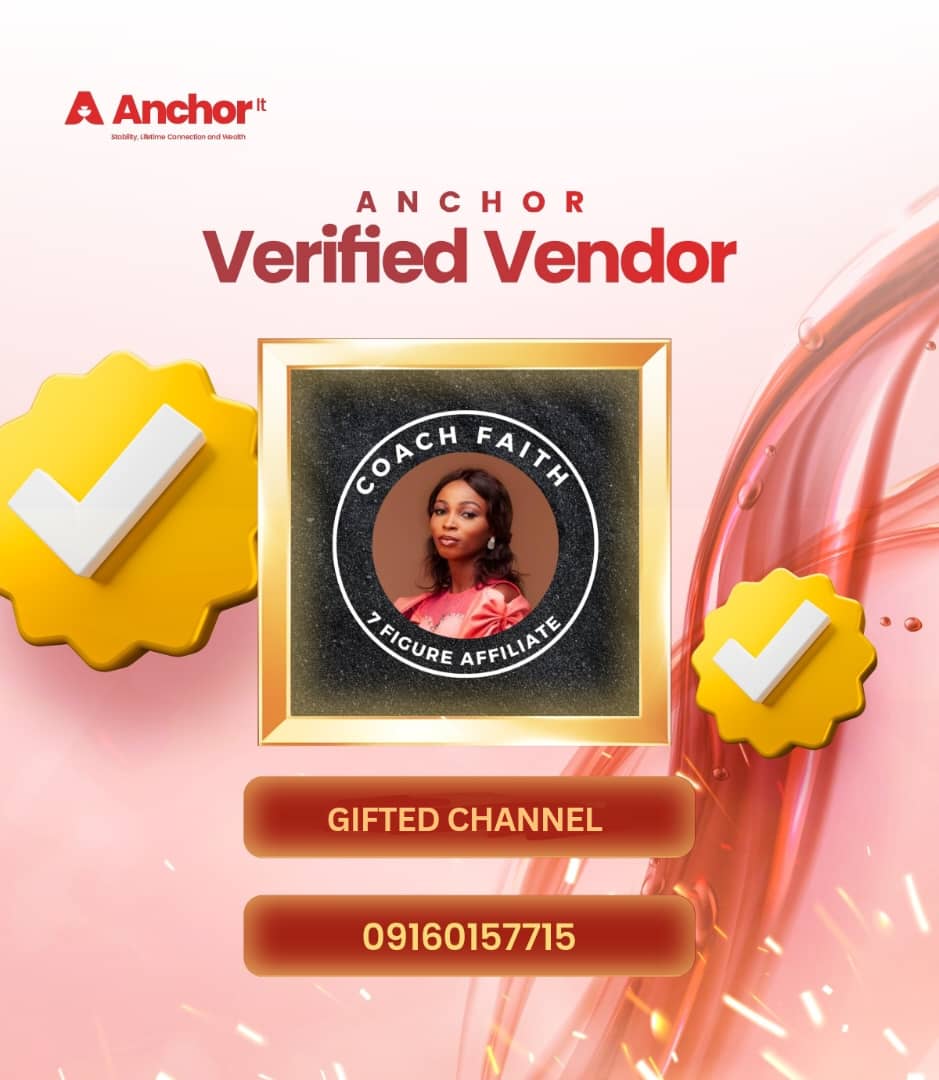 Anchor It
Stability, Lifetime Connection and Wealth
ANCHOR
Verified Vendor
COACH FAITH
7 FIGURE AFFILIATE
GIFTED CHANNEL
09160157715